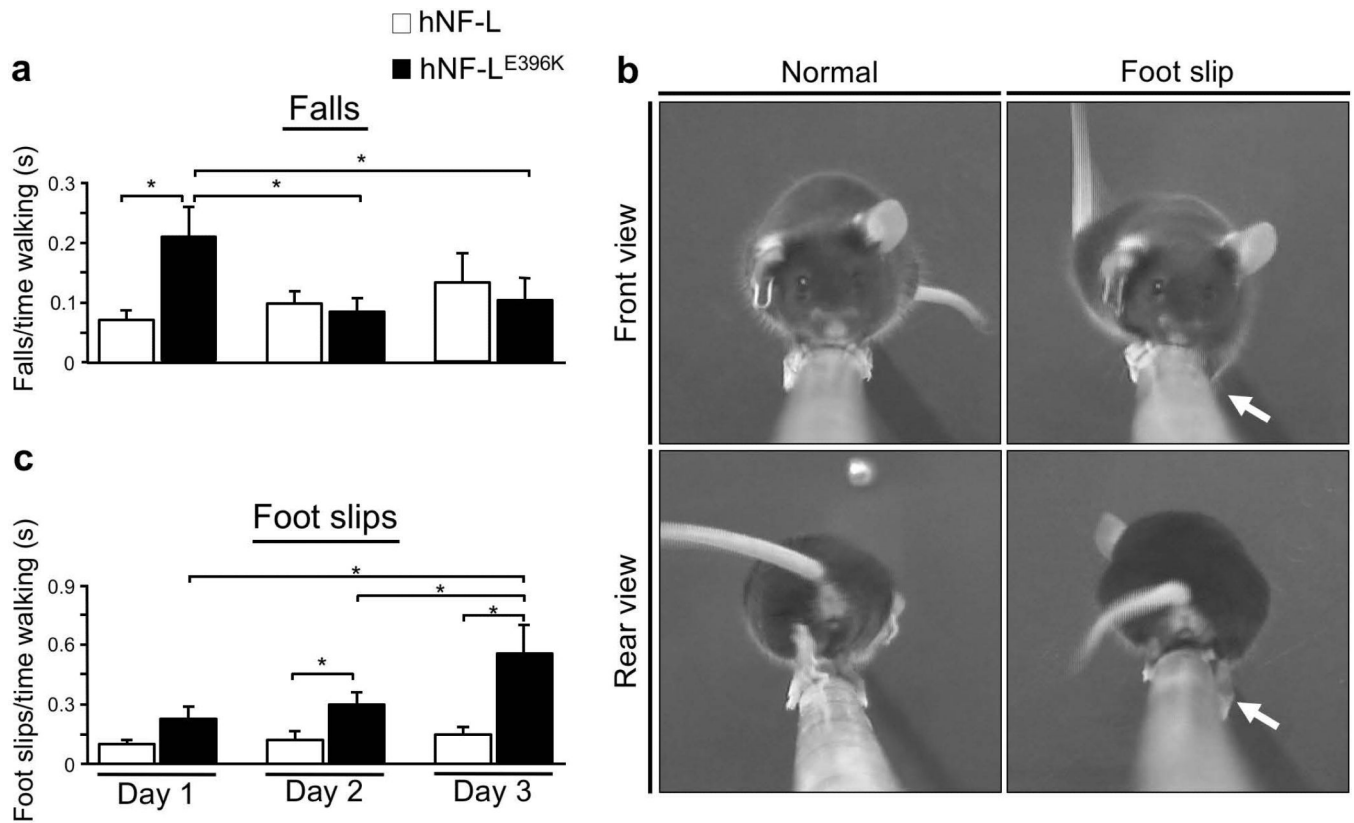 hNF-L
hNF-L^E396K
a
Falls
Falls/time walking (s)
0.3
0.2
0.1
0
*
*
*
c
Foot slips
Foot slips/time walking (s)
0.9
0.6
0.3
0
*
*
*
*
Day 1
Day 2
Day 3
b
Normal
Foot slip
Front view
Rear view